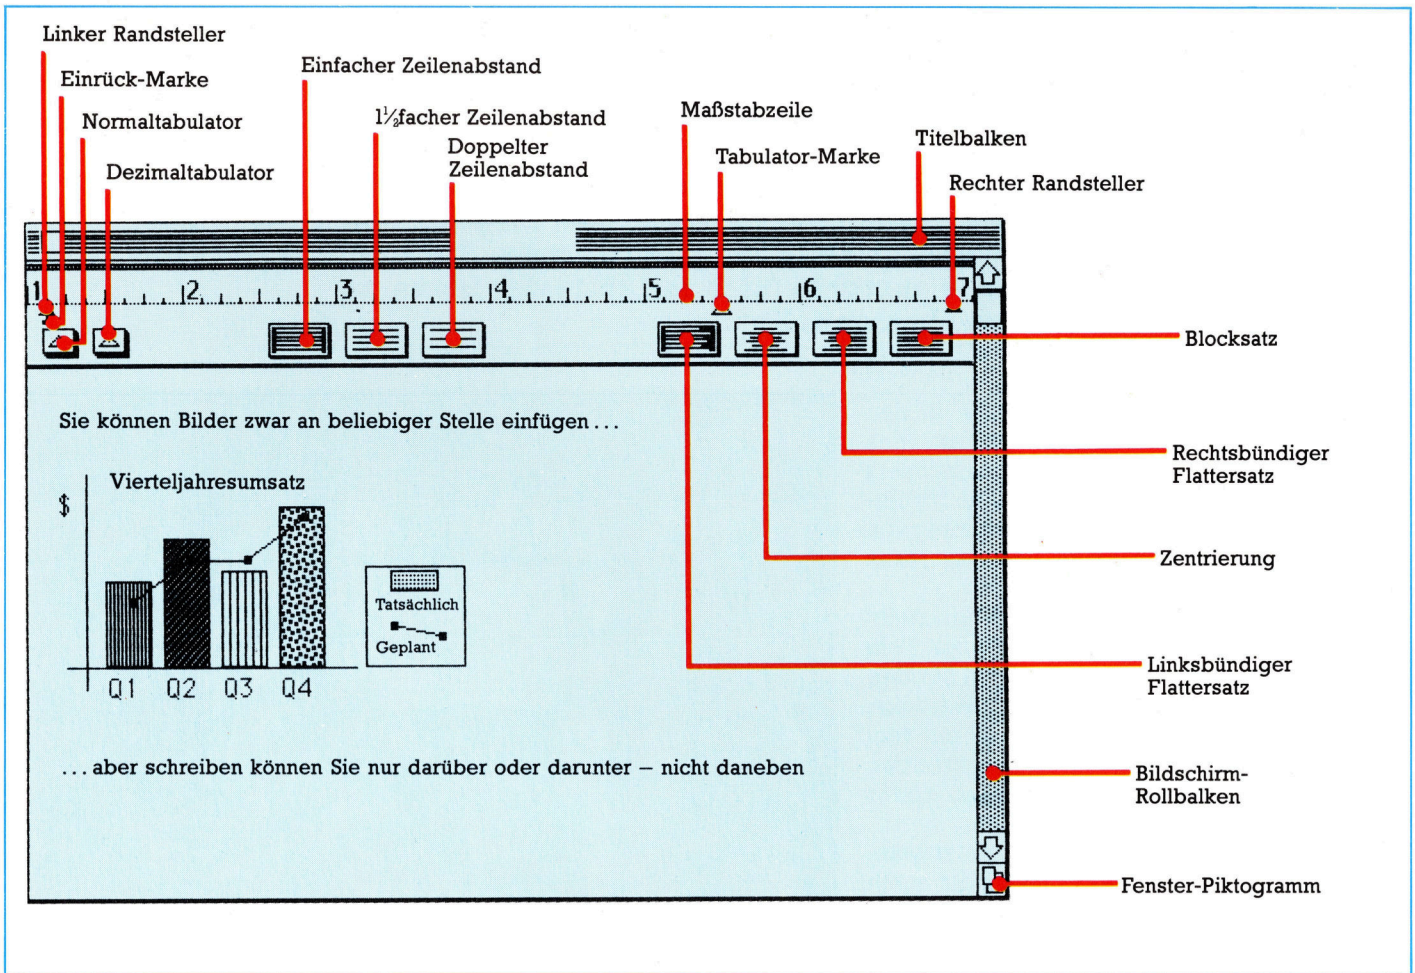 Linker Randsteller
Einrück-Marke
Normaltabulator
Dezimaltabulator
Einfacher Zeilenabstand
1½facher Zeilenabstand
Doppelter
Zeilenabstand
Maßstabzeile
Tabulator-Marke
Titelbalken
Rechter Randsteller
1 2 3 4 5 6 7
Blocksatz
Sie können Bilder zwar an beliebiger Stelle einfügen...
Rechtsbündiger
Flattersatz
Vierteljahresumsatz
$
Zentrierung
Tatsächlich
Geplant
Linksbündiger
Flattersatz
Q1 Q2 Q3 Q4
...aber schreiben können Sie nur darüber oder darunter – nicht daneben
Bildschirm-
Rollbalken
Fenster-Piktogramm